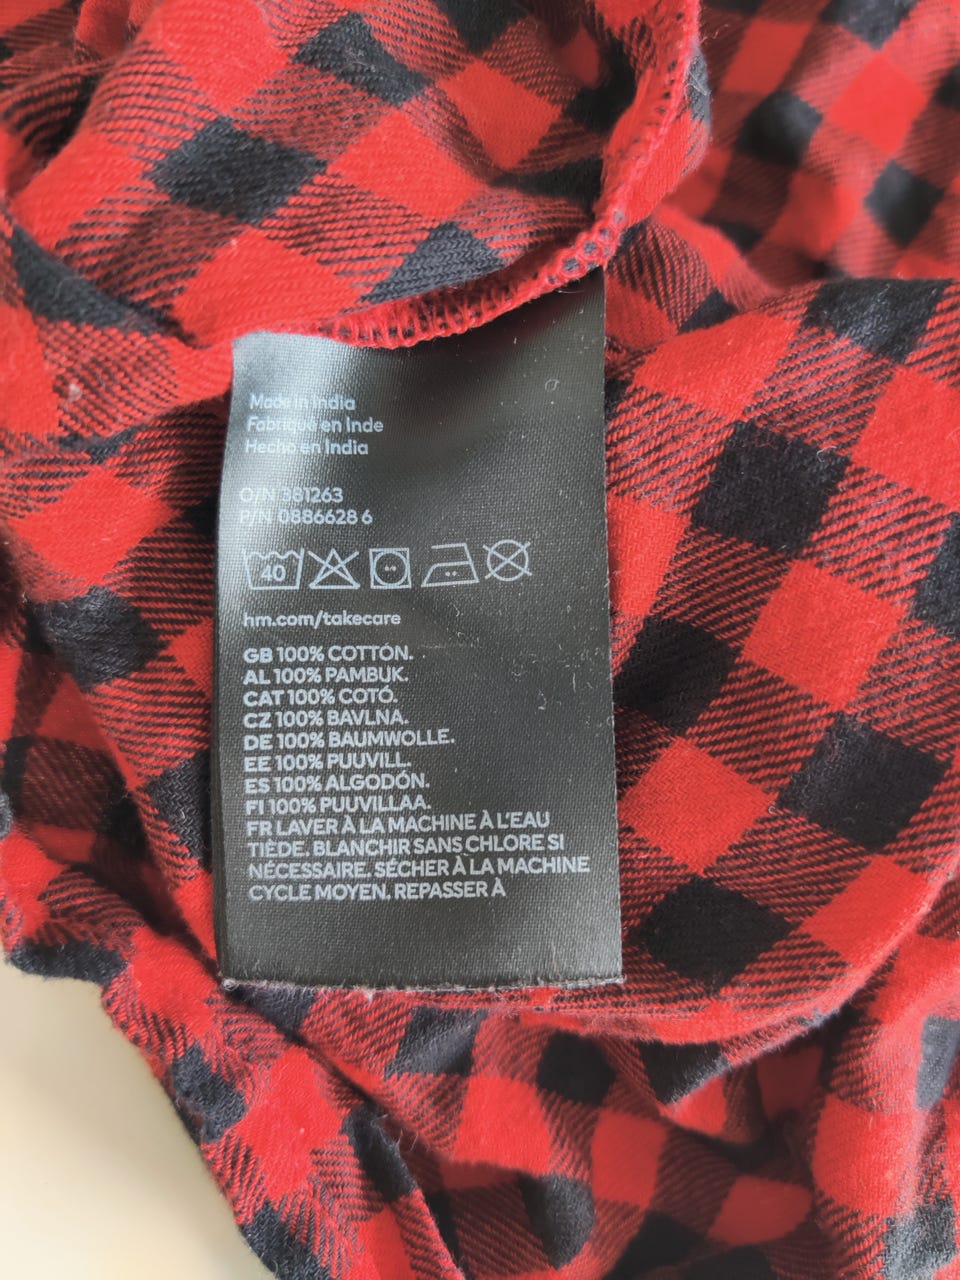 Made in India
Fabriqué en Inde
Hecho en India
O/N 381263
P/N 0886628 6
40
hm.com/takecare
GB 100% COTTON.
AL 100% PAMBUK.
CAT 100% COTÓ.
CZ 100% BAVLNA.
DE 100% BAUMWOLLE.
EE 100% PUUVILL.
ES 100% ALGODÓN.
FI 100% PUUVILLAA.
FR LAVER À LA MACHINE À L'EAU
TIÈDE. BLANCHIR SANS CHLORE SI
NÉCESSAIRE. SÉCHER À LA MACHINE
CYCLE MOYEN. REPASSER À